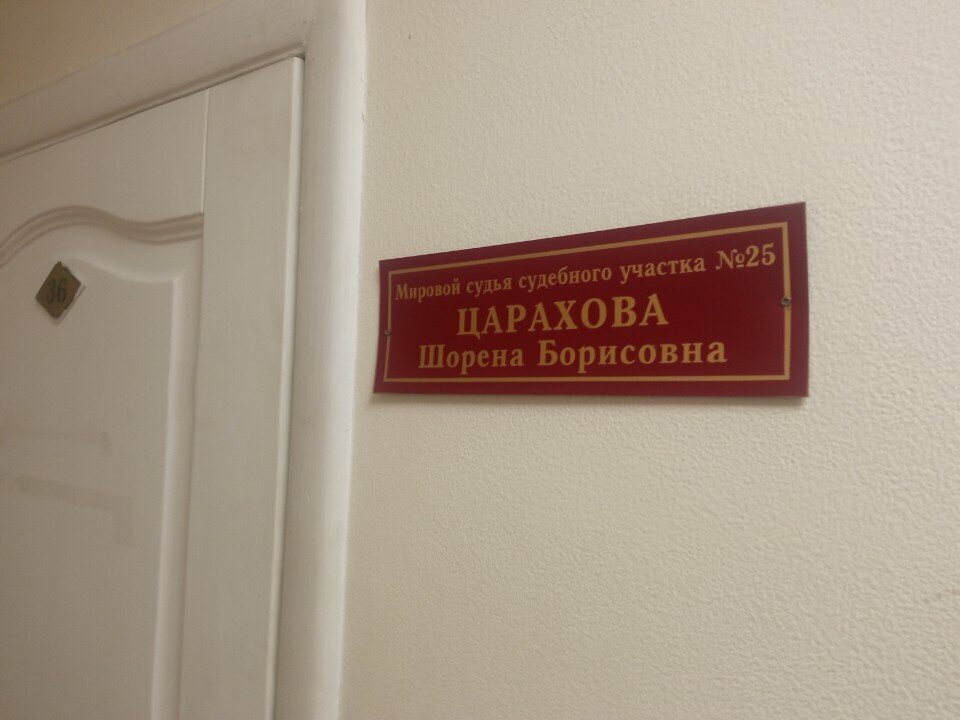 36
Мировой судья судебного участка №25
ЦАРАХОВА
Шорена Борисовна